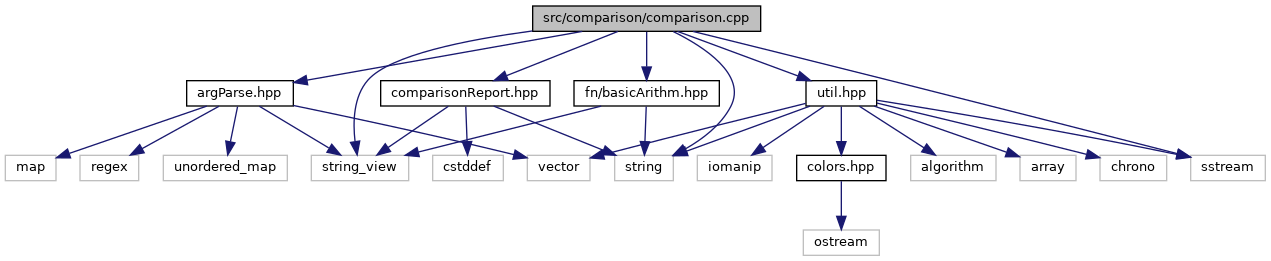 src/comparison/comparison.cpp
argParse.hpp
comparisonReport.hpp
fn/basicArithm.hpp
util.hpp
map
regex
unordered_map
string_view
cstddef
vector
string
iomanip
colors.hpp
algorithm
array
chrono
sstream
ostream